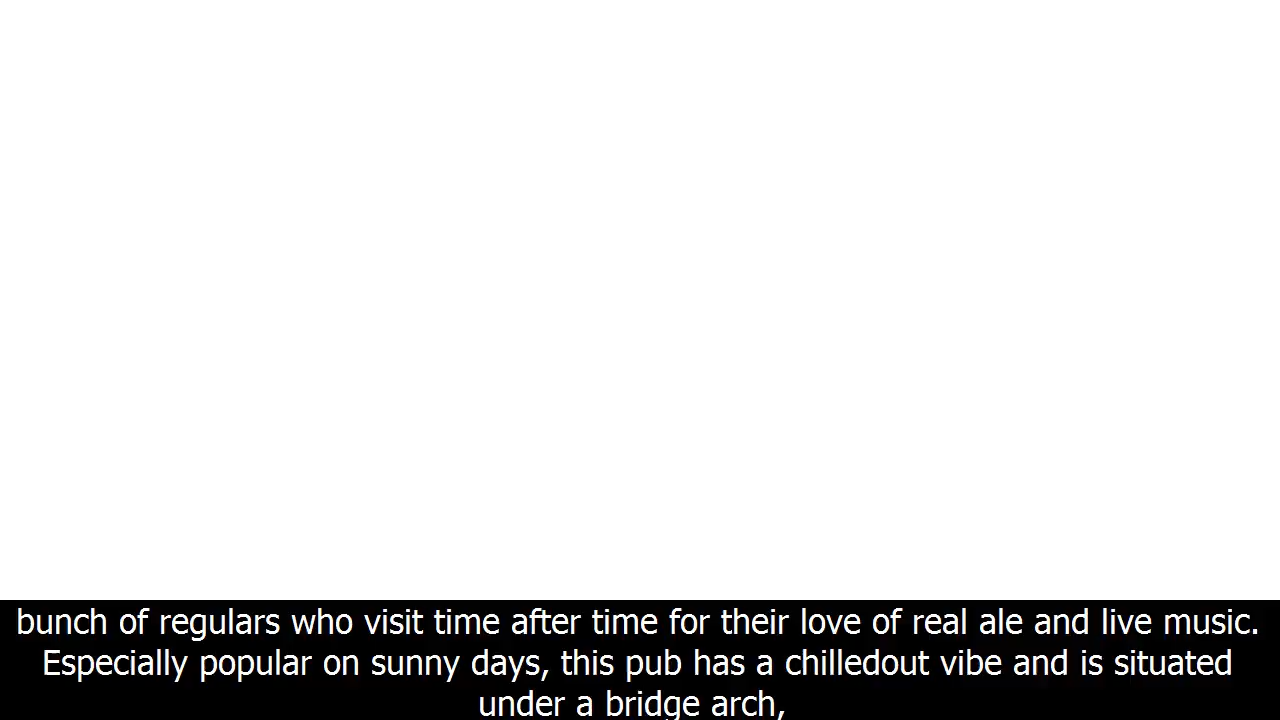 bunch of regulars who visit time after time for their love of real ale and live music.
Especially popular on sunny days, this pub has a chilledout vibe and is situated
under a bridge arch,